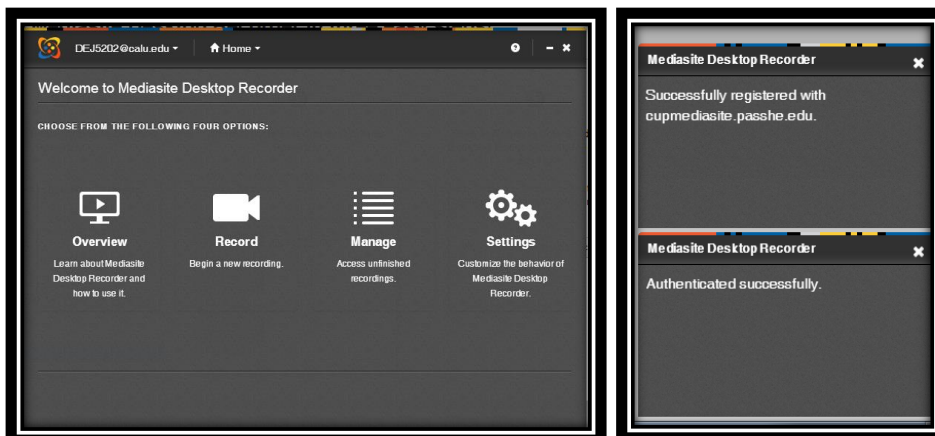 DEJ5202@calu.edu Home
Welcome to Mediasite Desktop Recorder
CHOOSE FROM THE FOLLOWING FOUR OPTIONS:
Overview
Learn about Mediasite
Desktop Recorder and
how to use it.
Record
Begin a new recording.
Manage
Access unfinished
recordings.
Settings
Customize the behavior of
Mediasite Desktop
Recorder.
Mediasite Desktop Recorder
Successfully registered with
cupmediasite.passhe.edu.
Mediasite Desktop Recorder
Authenticated successfully.